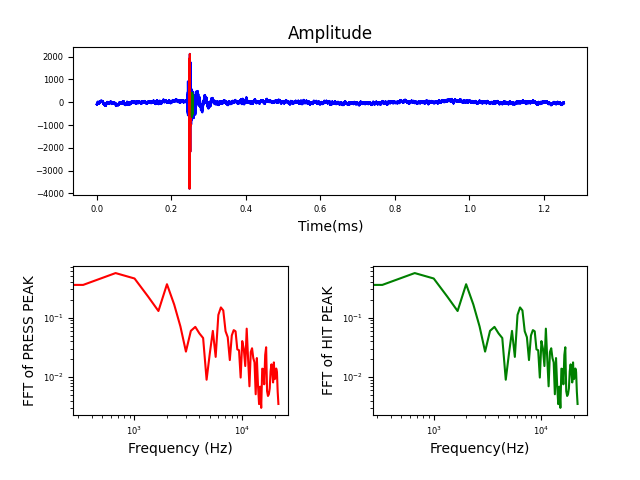 Amplitude
2000
1000
0
−1000
−2000
−3000
−4000
0.0 0.2 0.4 0.6 0.8 1.0 1.2
Time(ms)
FFT of PRESS PEAK
10⁻¹
10⁻²
10³ 10⁴
Frequency (Hz)
FFT of HIT PEAK
10⁻¹
10⁻²
10³ 10⁴
Frequency(Hz)